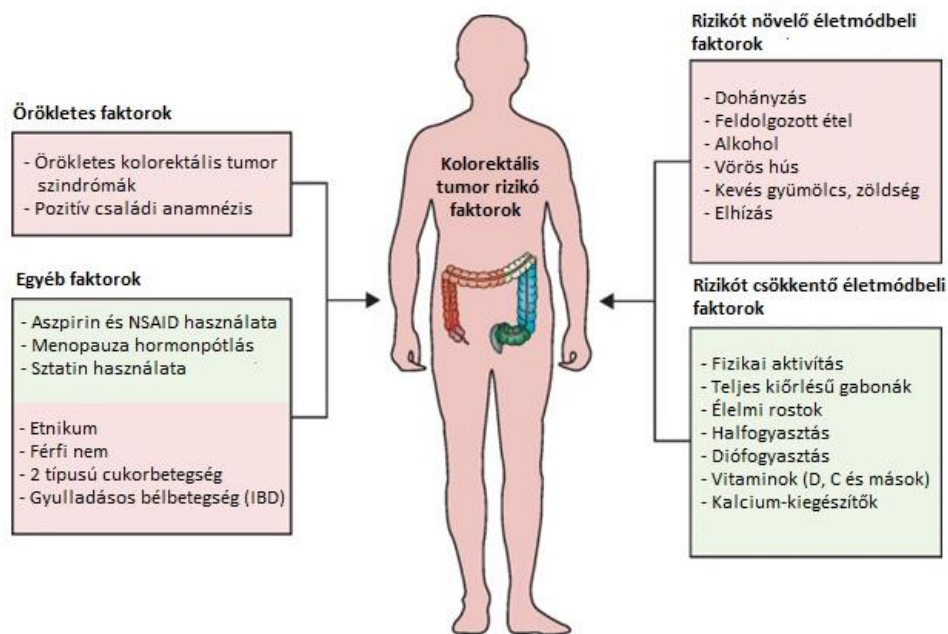 Örökletes faktorok
- Örökletes kolorektális tumor
szindrómák
- Pozitív családi anamnézis
Egyéb faktorok
- Aszpirin és NSAID használata
- Menopauza hormonpótlás
- Sztatin használata
- Etnikum
- Férfi nem
- 2 típusú cukorbetegség
- Gyulladásos bélbetegség (IBD)
Kolorektális
tumor rizikó
faktorok
Rizikót növelő életmódbeli
faktorok
- Dohányzás
- Feldolgozott étel
- Alkohol
- Vörös hús
- Kevés gyümölcs, zöldség
- Elhízás
Rizikót csökkentő életmódbeli
faktorok
- Fizikai aktivítás
- Teljes kiőrlésű gabonák
- Élelmi rostok
- Halfogyasztás
- Diófogyasztás
- Vitaminok (D, C és mások)
- Kalcium-kiegészítők